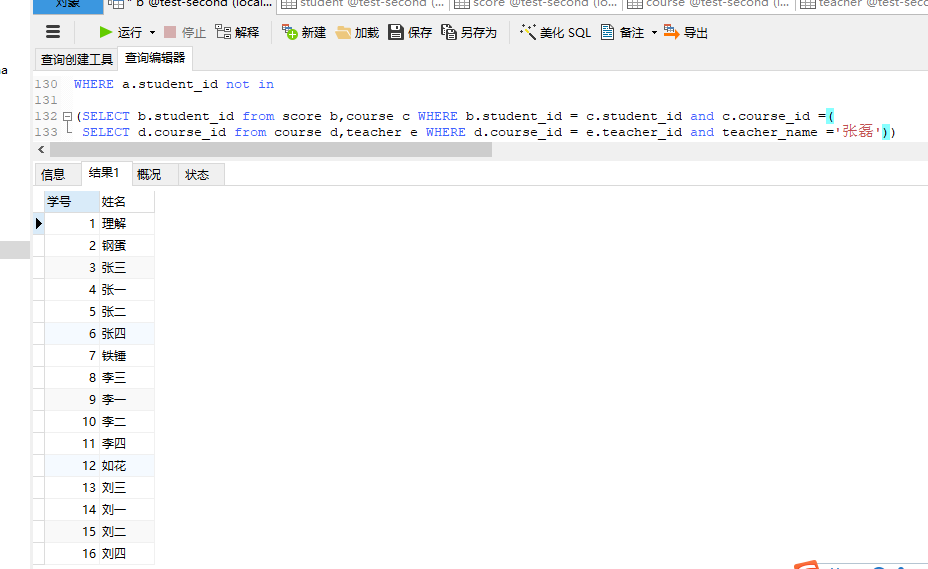 对象 * b @test-second (local... student @test-second (... score @test-second (lo... course @test-second (l... teacher @test-seco
运行 停止 解释 新建 加载 保存 另存为 美化 SQL 备注 导出
查询创建工具 查询编辑器
130 WHERE a.student_id not in
131
132 (SELECT b.student_id from score b,course c WHERE b.student_id = c.student_id and c.course_id =(
133 SELECT d.course_id from course d,teacher e WHERE d.course_id = e.teacher_id and teacher_name ='张磊'))
信息 结果1 概况 状态
学号 姓名
1 理解
2 钢蛋
3 张三
4 张一
5 张二
6 张四
7 铁锤
8 李三
9 李一
10 李二
11 李四
12 如花
13 刘三
14 刘一
15 刘二
16 刘四